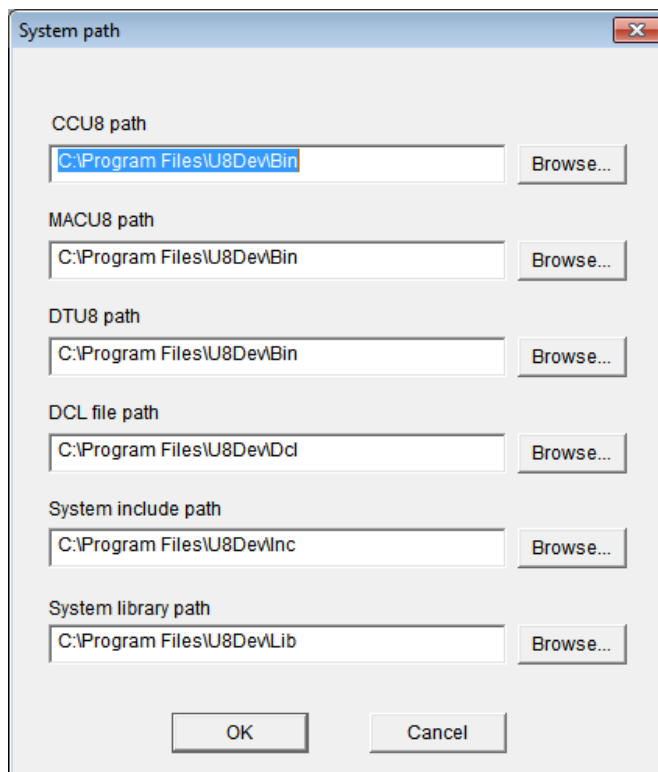 System path
CCU8 path
C:\Program Files\U8Dev\Bin
Browse...
MACU8 path
C:\Program Files\U8Dev\Bin
Browse...
DTU8 path
C:\Program Files\U8Dev\Bin
Browse...
DCL file path
C:\Program Files\U8Dev\Dcl
Browse...
System include path
C:\Program Files\U8Dev\Inc
Browse...
System library path
C:\Program Files\U8Dev\Lib
Browse...
OK
Cancel